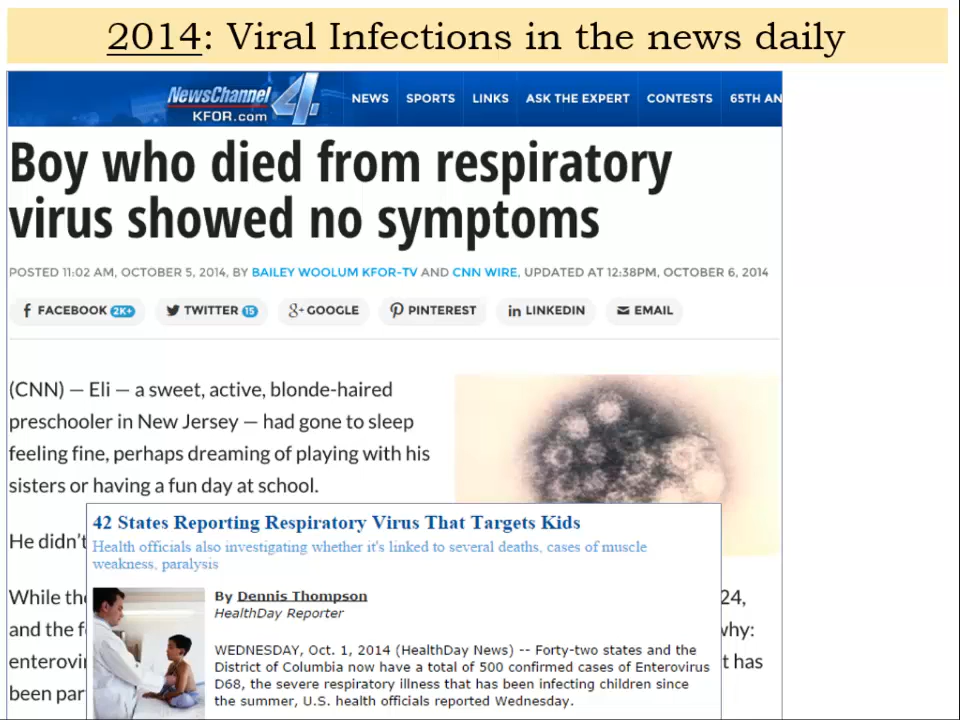 2014: Viral Infections in the news daily
NewsChannel 4
KFOR.com
NEWS SPORTS LINKS ASK THE EXPERT CONTESTS 65TH AN
Boy who died from respiratory
virus showed no symptoms
POSTED 11:02 AM, OCTOBER 5, 2014, BY BAILEY WOOLUM KFOR-TV AND CNN WIRE, UPDATED AT 12:38PM, OCTOBER 6, 2014
FACEBOOK 2K+ TWITTER 15 GOOGLE PINTEREST LINKEDIN EMAIL
(CNN) — Eli — a sweet, active, blonde-haired
preschooler in New Jersey — had gone to sleep
feeling fine, perhaps dreaming of playing with his
sisters or having a fun day at school.
He didn't
While the
24,
and the f
why:
enterovi
t has
been par
42 States Reporting Respiratory Virus That Targets Kids
Health officials also investigating whether it's linked to several deaths, cases of muscle
weakness, paralysis
By Dennis Thompson
HealthDay Reporter
WEDNESDAY, Oct. 1, 2014 (HealthDay News) -- Forty-two states and the
District of Columbia now have a total of 500 confirmed cases of Enterovirus
D68, the severe respiratory illness that has been infecting children since
the summer, U.S. health officials reported Wednesday.